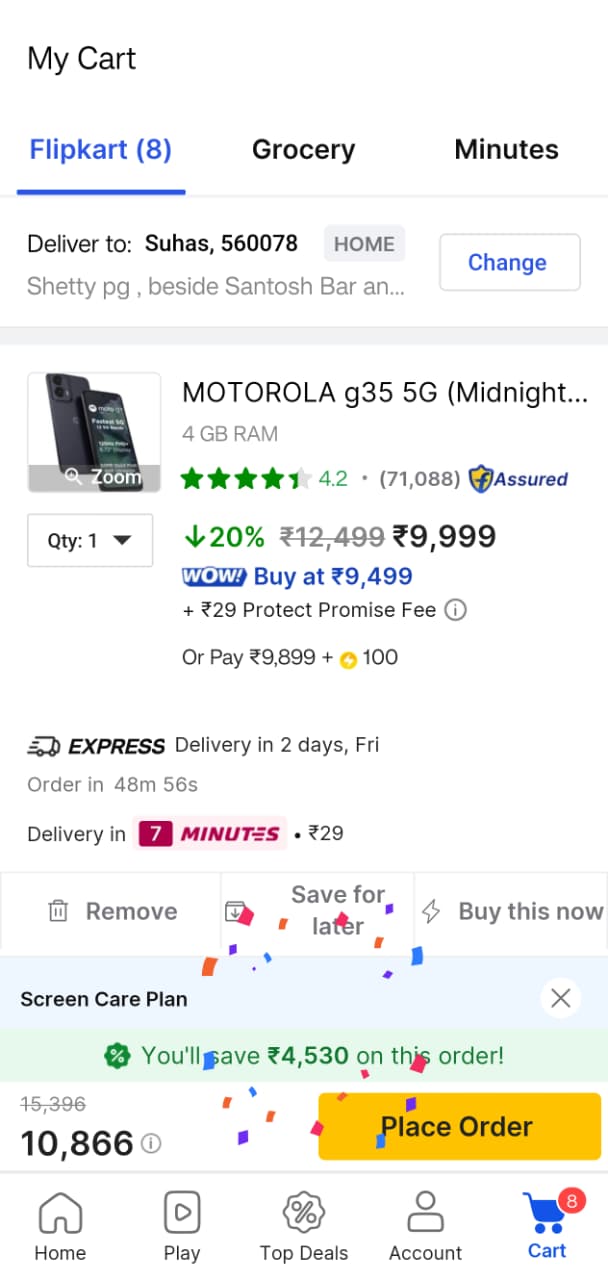 My Cart
Flipkart (8) Grocery Minutes
Deliver to: Suhas, 560078 HOME Change
Shetty pg , beside Santosh Bar an...
MOTOROLA g35 5G (Midnight...
4 GB RAM
Zoom
4.2 • (71,088) Assured
Qty: 1
↓20% ₹12,499 ₹9,999
WOW! Buy at ₹9,499
+ ₹29 Protect Promise Fee
Or Pay ₹9,899 + 100
EXPRESS Delivery in 2 days, Fri
Order in 48m 56s
Delivery in 7 MINUTES • ₹29
Remove
Save for
later
Buy this now
Screen Care Plan
You'll save ₹4,530 on this order!
15,396
10,866
Place Order
Home Play Top Deals Account Cart
8